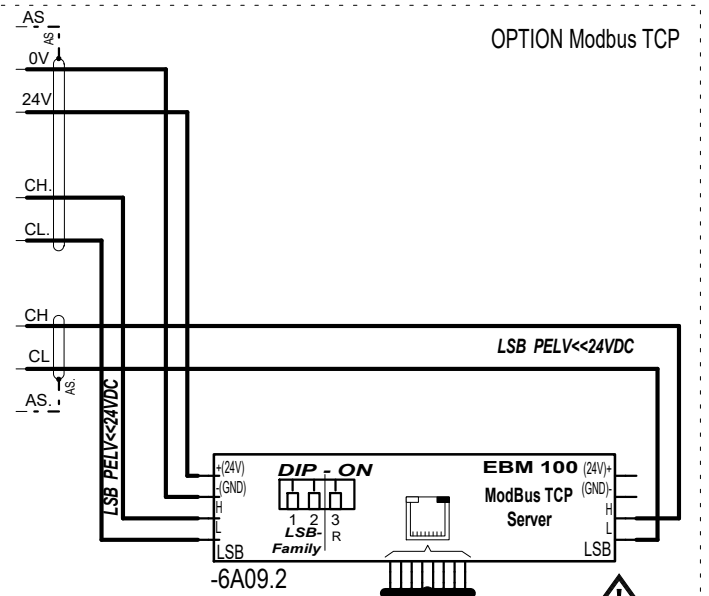 OPTION Modbus TCP
AS
AS
0V
24V
CH.
CL.
CH
CL
AS.
AS.
LSB PELV<<24VDC
LSB PELV<<24VDC
+(24V)
-(GND)
H
L
LSB
DIP - ON
1 2 3
LSB- R
Family
EBM 100
ModBus TCP
Server
(24V)+
(GND)-
H
L
LSB
-6A09.2